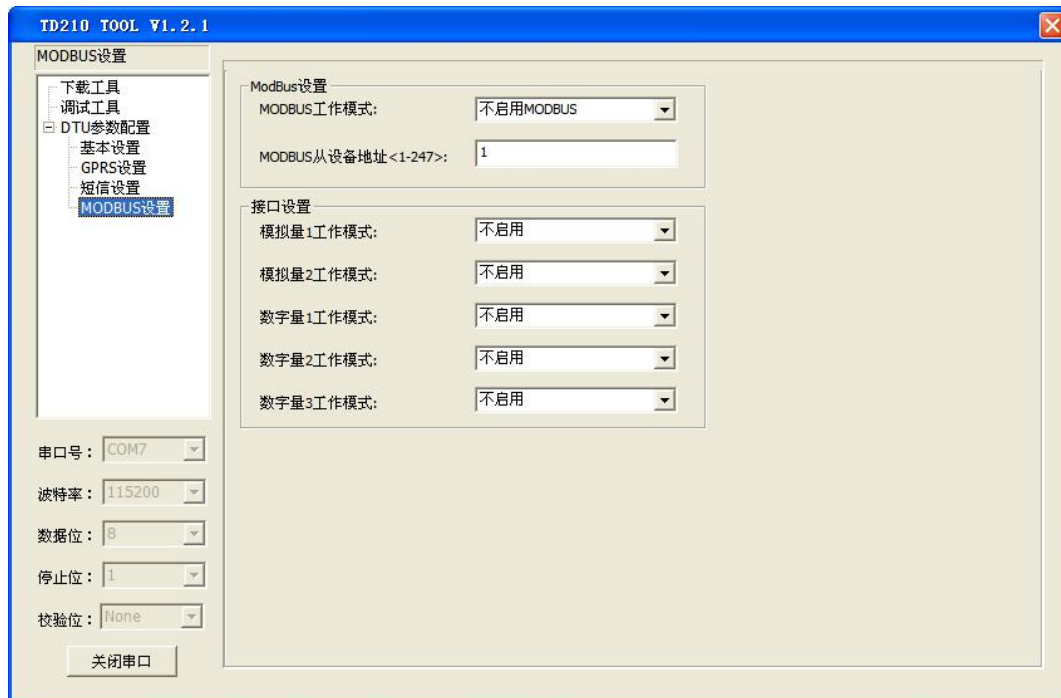 TD210 TOOL V1.2.1
MODBUS设置
下载工具
调试工具
DTU参数配置
基本设置
GPRS设置
短信设置
MODBUS设置
ModBus设置
MODBUS工作模式: 不启用MODBUS
MODBUS从设备地址<1-247>: 1
接口设置
模拟量1工作模式: 不启用
模拟量2工作模式: 不启用
数字量1工作模式: 不启用
数字量2工作模式: 不启用
数字量3工作模式: 不启用
串口号: COM7
波特率: 115200
数据位: 8
停止位: 1
校验位: None
关闭串口